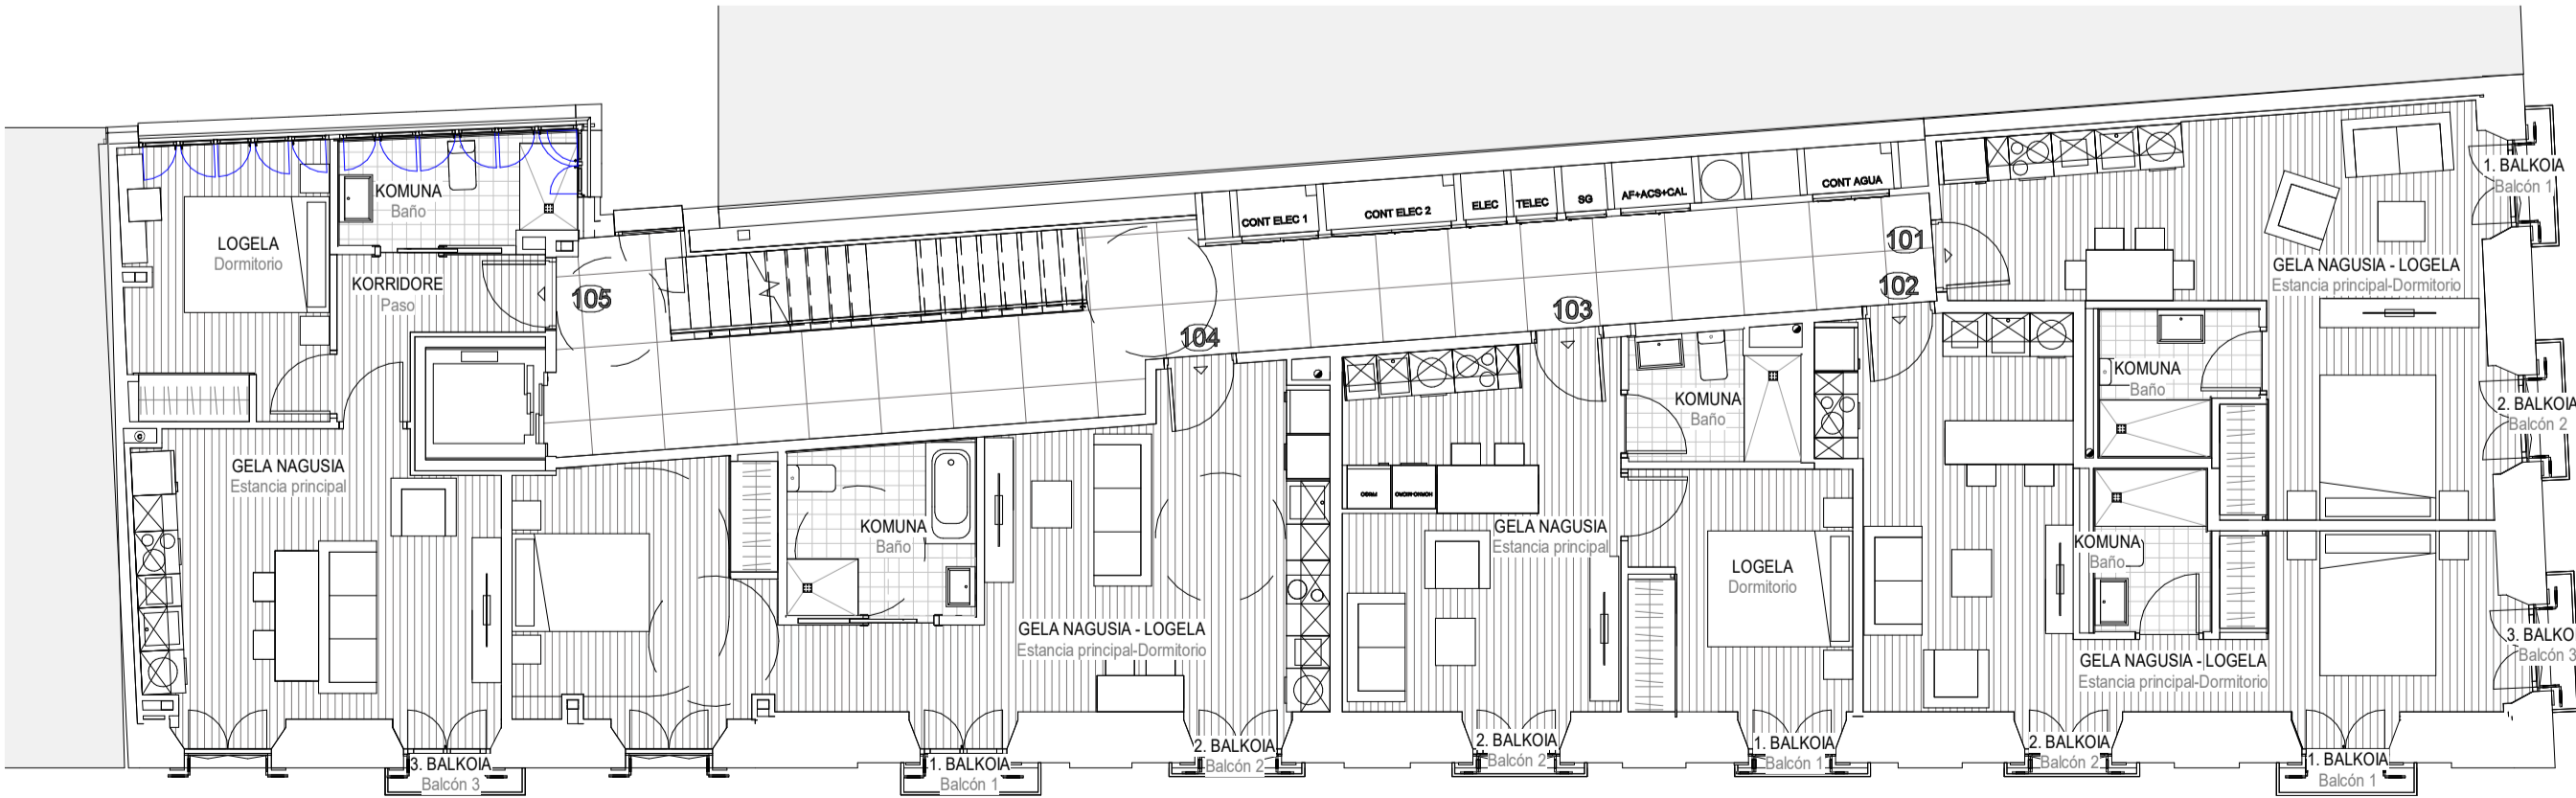 KOMUNA
Baño
LOGELA
Dormitorio
KORRIDORE
Paso
105
GELA NAGUSIA
Estancia principal
3. BALKOIA
Balcón 3
104
KOMUNA
Baño
GELA NAGUSIA - LOGELA
Estancia principal-Dormitorio
1. BALKOIA
Balcón 1
2. BALKOIA
Balcón 2
CONT ELEC 1
CONT ELEC 2
ELEC
TELEC
SG
AF+ACS+CAL
CONT AGUA
103
KOMUNA
Baño
FRIGO
GELA NAGUSIA
Estancia principal
LOGELA
Dormitorio
2. BALKOIA
Balcón 2
1. BALKOIA
Balcón 1
101
102
GELA NAGUSIA - LOGELA
Estancia principal-Dormitorio
KOMUNA
Baño
1. BALKOIA
Balcón 1
2. BALKOIA
Balcón 2
3. BALKO
Balcón 3
KOMUNA
Baño
GELA NAGUSIA - LOGELA
Estancia principal-Dormitorio
2. BALKOIA
Balcón 2
1. BALKOIA
Balcón 1